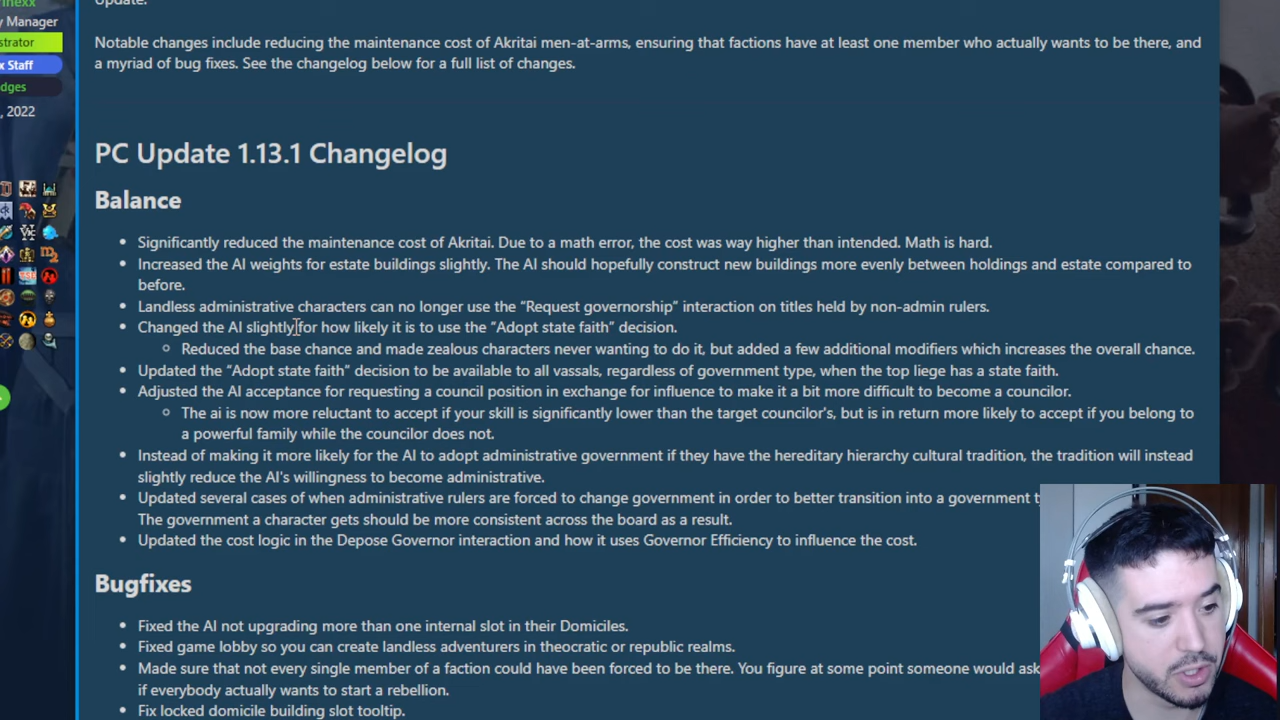 Update.
y Manager
Notable changes include reducing the maintenance cost of Akritai men-at-arms, ensuring that factions have at least one member who actually wants to be there, and
a myriad of bug fixes. See the changelog below for a full list of changes.
x Staff
, 2022
PC Update 1.13.1 Changelog
Balance
• Significantly reduced the maintenance cost of Akritai. Due to a math error, the cost was way higher than intended. Math is hard.
• Increased the AI weights for estate buildings slightly. The AI should hopefully construct new buildings more evenly between holdings and estate compared to
before.
• Landless administrative characters can no longer use the “Request governorship” interaction on titles held by non-admin rulers.
• Changed the AI slightly for how likely it is to use the “Adopt state faith” decision.
Reduced the base chance and made zealous characters never wanting to do it, but added a few additional modifiers which increases the overall chance.
• Updated the “Adopt state faith” decision to be available to all vassals, regardless of government type, when the top liege has a state faith.
• Adjusted the AI acceptance for requesting a council position in exchange for influence to make it a bit more difficult to become a councilor.
The ai is now more reluctant to accept if your skill is significantly lower than the target councilor's, but is in return more likely to accept if you belong to
a powerful family while the councilor does not.
• Instead of making it more likely for the AI to adopt administrative government if they have the hereditary hierarchy cultural tradition, the tradition will instead
slightly reduce the AI's willingness to become administrative.
• Updated several cases of when administrative rulers are forced to change government in order to better transition into a government
The government a character gets should be more consistent across the board as a result.
• Updated the cost logic in the Depose Governor interaction and how it uses Governor Efficiency to influence the cost.
Bugfixes
• Fixed the AI not upgrading more than one internal slot in their Domiciles.
• Fixed game lobby so you can create landless adventurers in theocratic or republic realms.
• Made sure that not every single member of a faction could have been forced to be there. You figure at some point someone would ask
if everybody actually wants to start a rebellion.
• Fix locked domicile building slot tooltip.